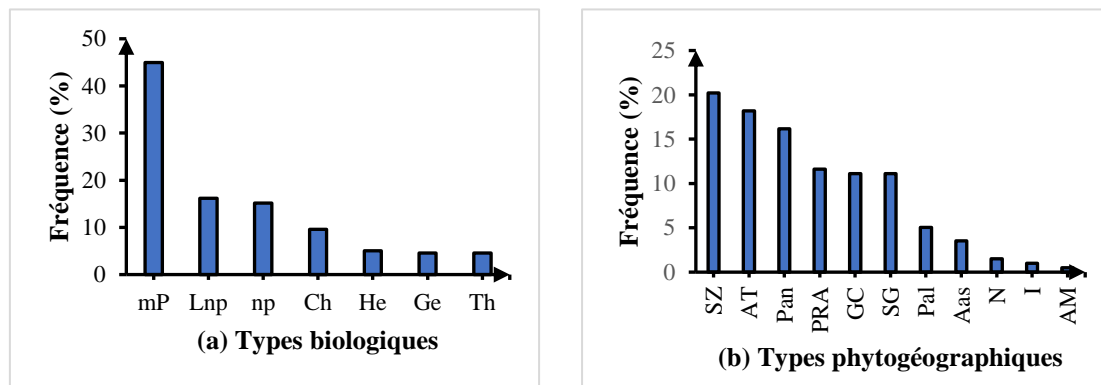 Fréquence (%)
50
40
30
20
10
0
mP Lnp np Ch He Ge Th
(a) Types biologiques
Fréquence (%)
25
20
15
10
5
0
SZ AT Pan PRA GC SG Pal Aas N I AM
(b) Types phytogéographiques